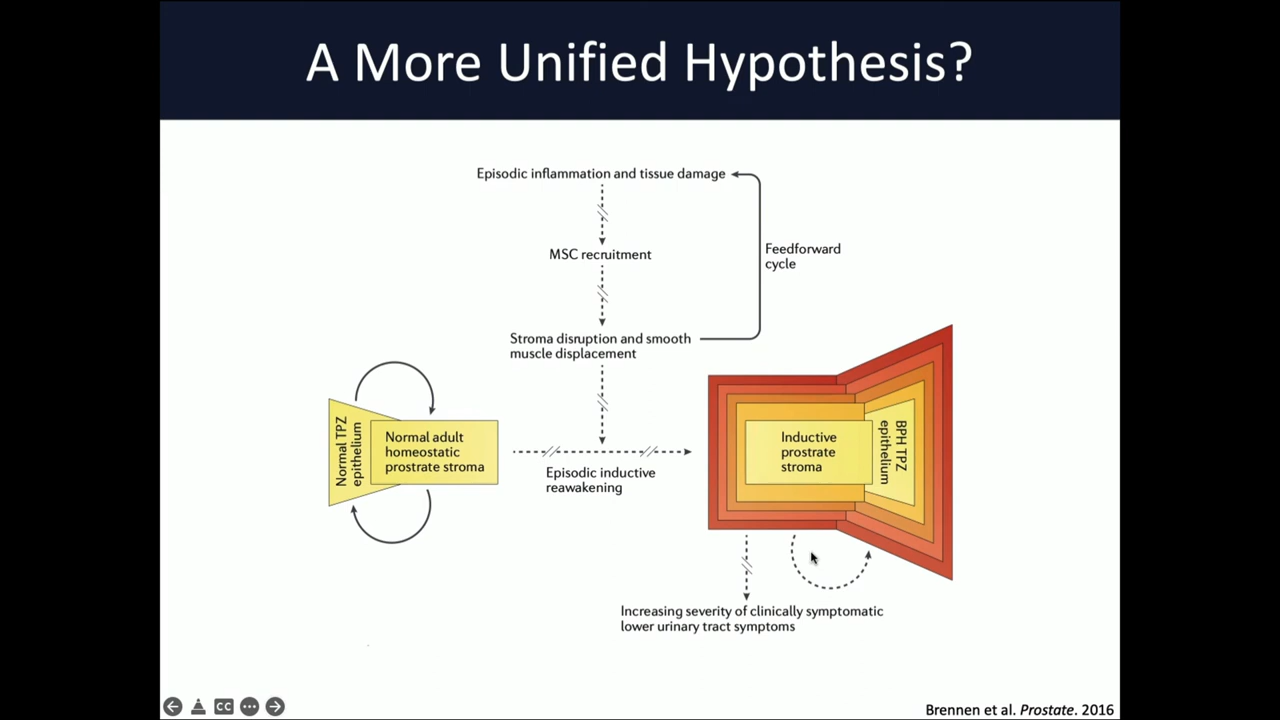 A More Unified Hypothesis?
Episodic inflammation and tissue damage
MSC recruitment
Feedforward
cycle
Stroma disruption and smooth
muscle displacement
Normal TPZ
epithelium
Normal adult
homeostatic
prostrate stroma
Episodic inductive
reawakening
Inductive
prostrate
stroma
BPH TPZ
epithelium
Increasing severity of clinically symptomatic
lower urinary tract symptoms
CC
Brennen et al. Prostate. 2016